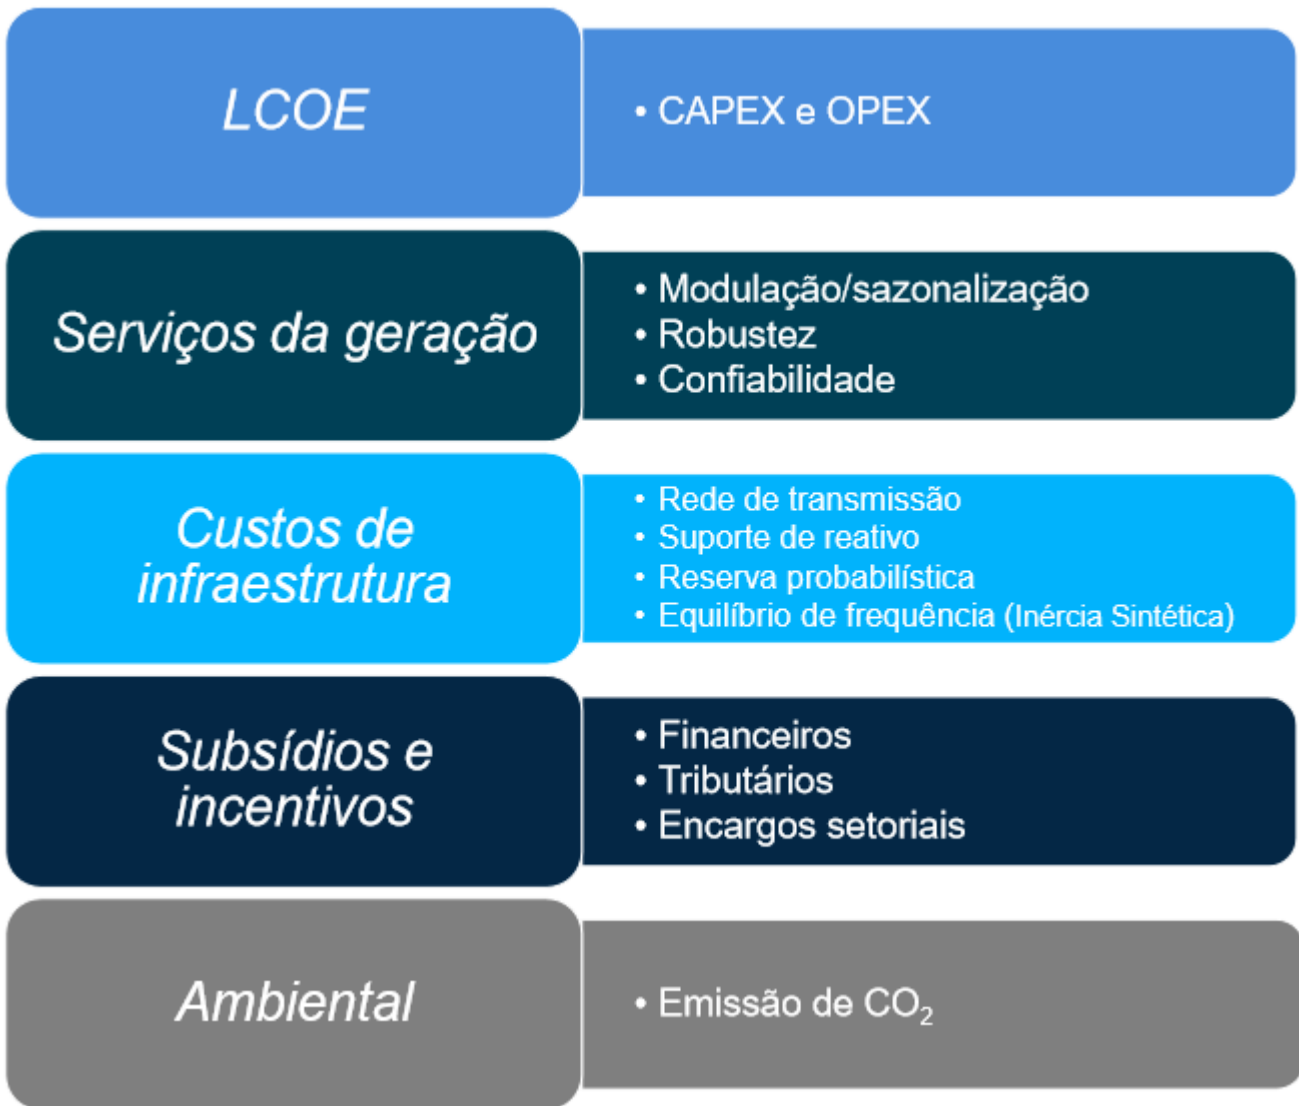 LCOE
• CAPEX e OPEX
Serviços da geração
• Modulação/sazonalização
• Robustez
• Confiabilidade
Custos de
infraestrutura
• Rede de transmissão
• Suporte de reativo
• Reserva probabilística
• Equilíbrio de frequência (Inércia Sintética)
Subsídios e
incentivos
• Financeiros
• Tributários
• Encargos setoriais
Ambiental
• Emissão de CO₂